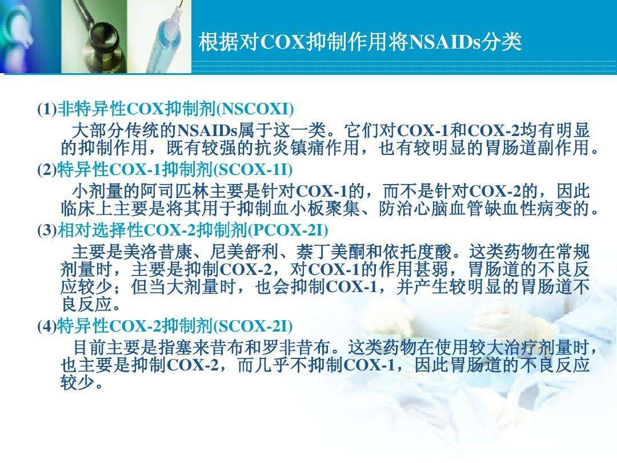 根据对COX抑制作用将NSAIDs分类
(1)非特异性COX抑制剂(NSCOXI)
大部分传统的NSAIDs属于这一类。它们对COX-1和COX-2均有明显
的抑制作用，既有较强的抗炎镇痛作用，也有较明显的胃肠道副作用。
(2)特异性COX-1抑制剂(SCOX-1I)
小剂量的阿司匹林主要是针对COX-1的，而不是针对COX-2的，因此
临床上主要是将其用于抑制血小板聚集、防治心脑血管缺血性病变的。
(3)相对选择性COX-2抑制剂(PCOX-2I)
主要是美洛昔康、尼美舒利、萘丁美酮和依托度酸。这类药物在常规
剂量时，主要是抑制COX-2，对COX-1的作用甚弱，胃肠道的不良反
应较少；但当大剂量时，也会抑制COX-1，并产生较明显的胃肠道不
良反应。
(4)特异性COX-2抑制剂(SCOX-2I)
目前主要是指塞来昔布和罗非昔布。这类药物在使用较大治疗剂量时，
也主要是抑制COX-2，而几乎不抑制COX-1，因此胃肠道的不良反应
较少。